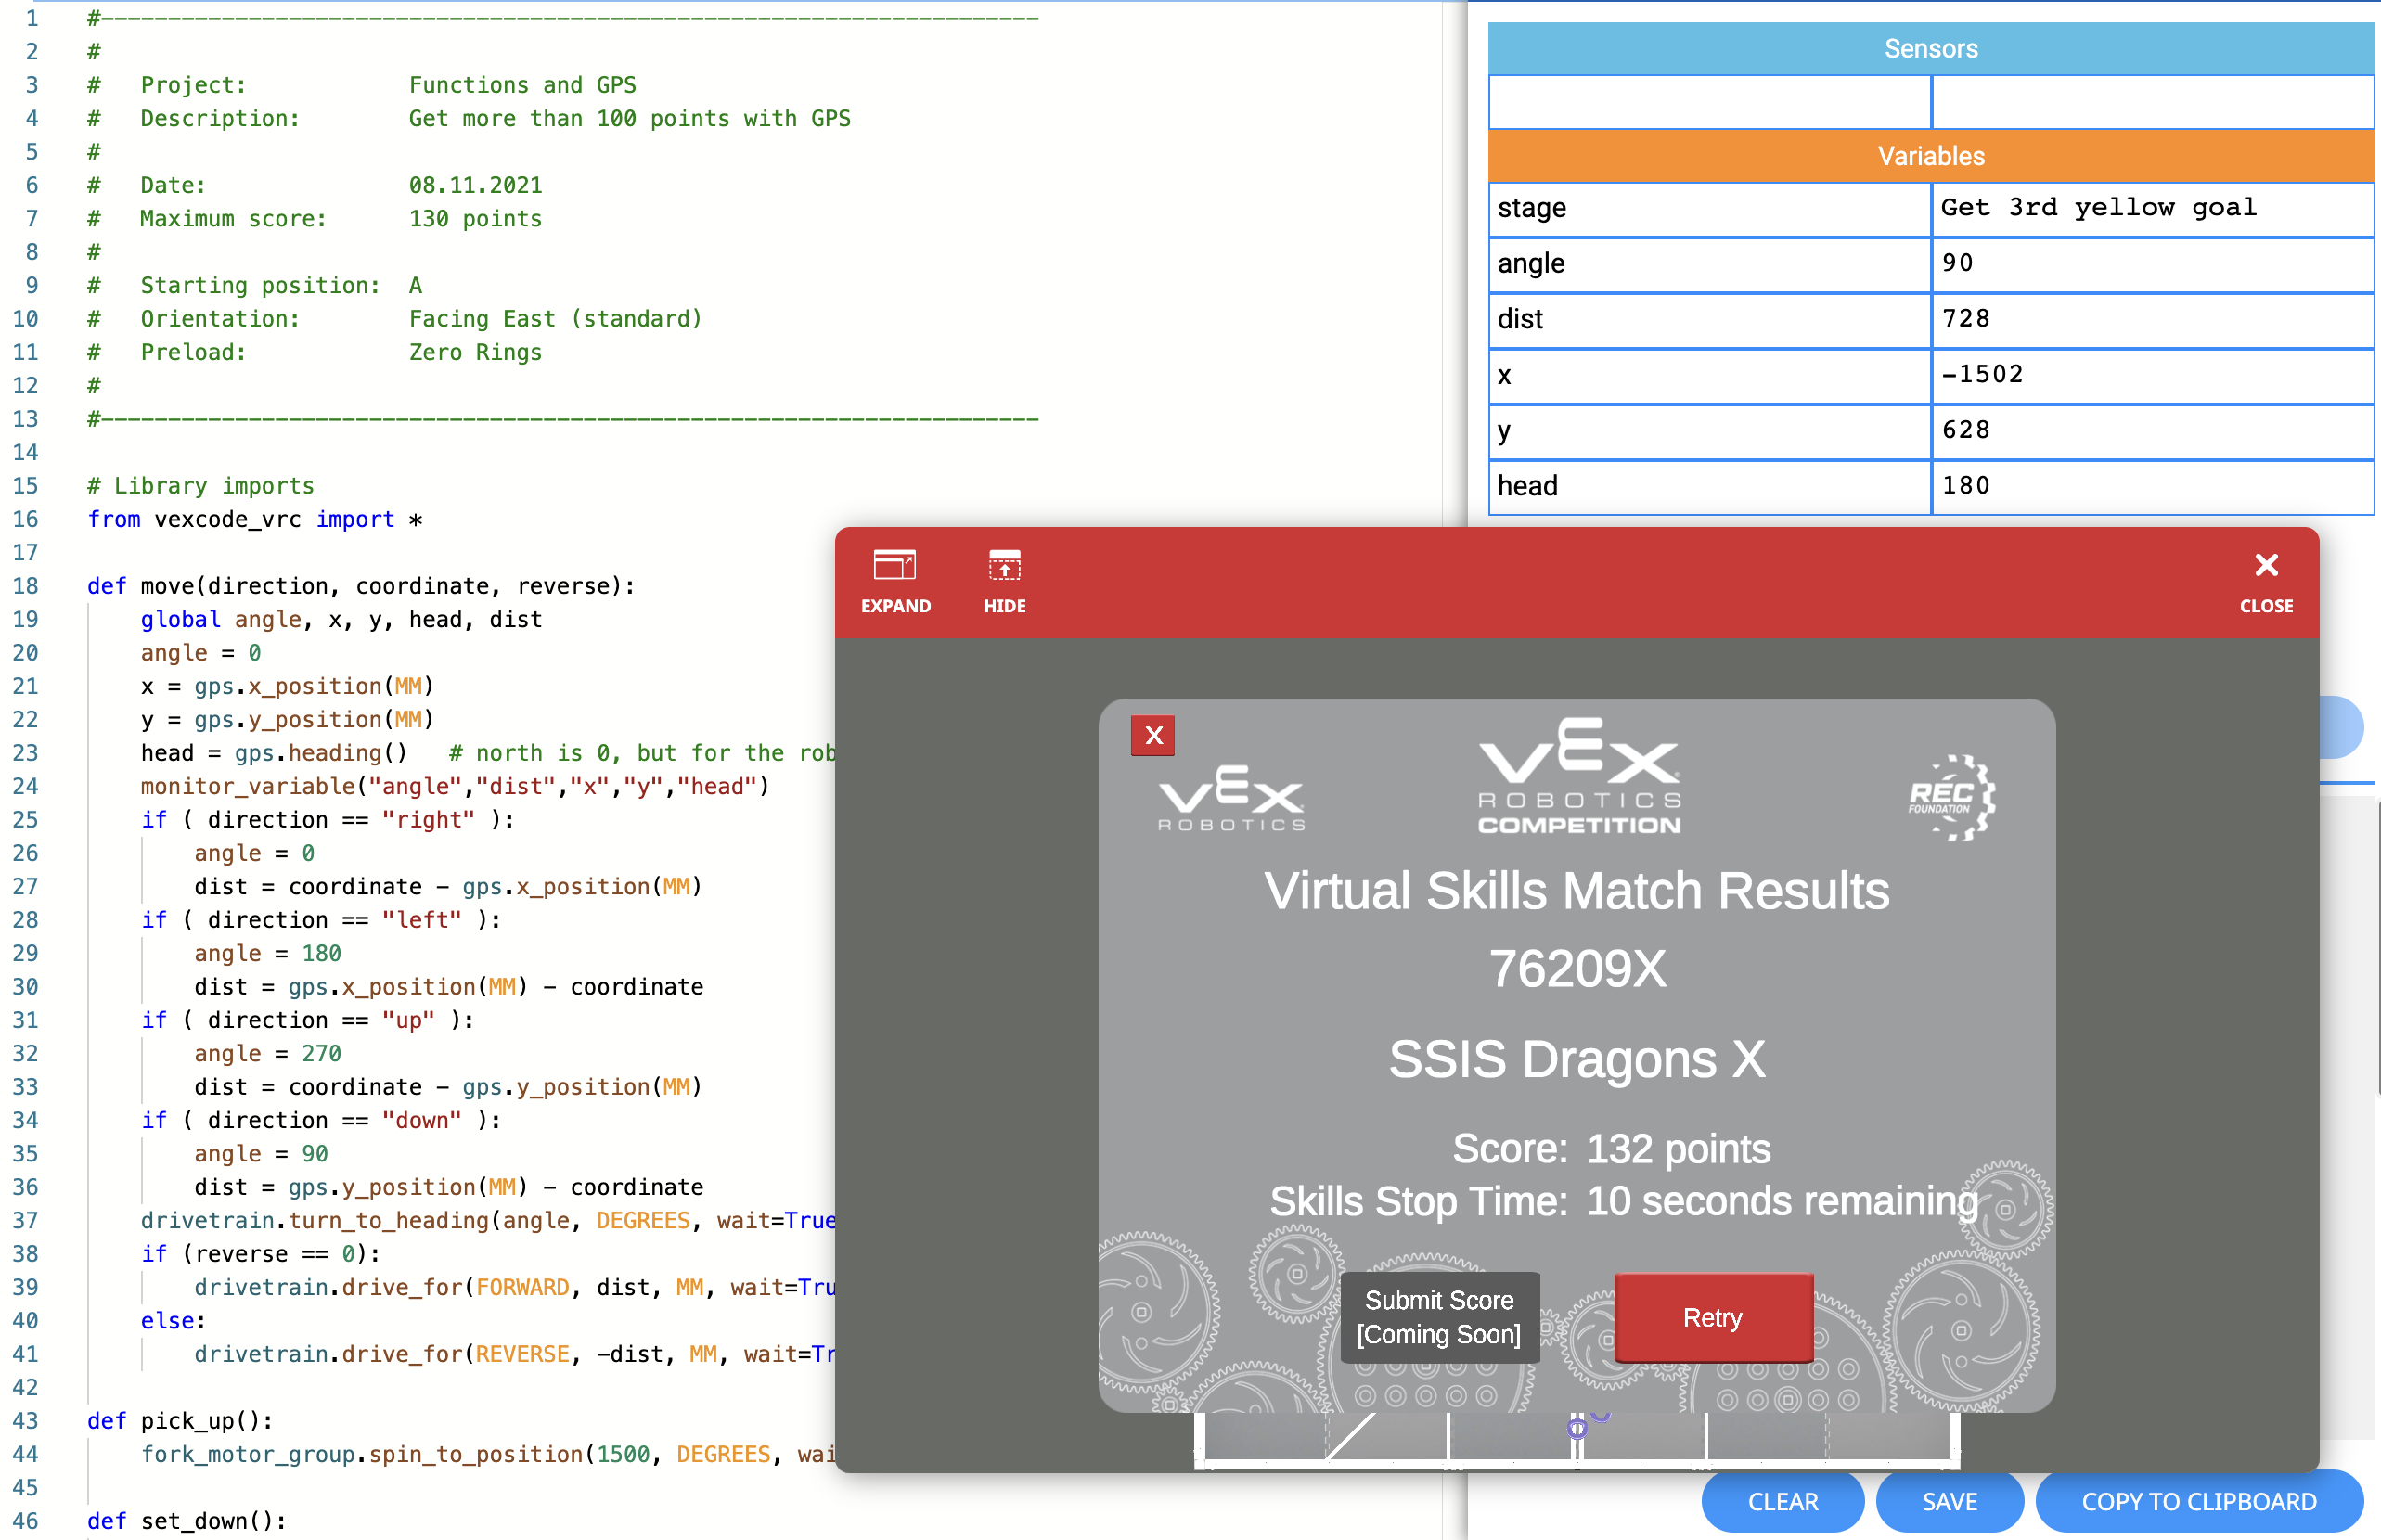 1 #----------------------------------------------------------------------
2 #
3 #   Project:            Functions and GPS
4 #   Description:        Get more than 100 points with GPS
5 #
6 #   Date:               08.11.2021
7 #   Maximum score:      130 points
8 #
9 #   Starting position:  A
10 #   Orientation:        Facing East (standard)
11 #   Preload:            Zero Rings
12 #
13 #----------------------------------------------------------------------
14
15 # Library imports
16 from vexcode_vrc import *
17
18 def move(direction, coordinate, reverse):
19     global angle, x, y, head, dist
20     angle = 0
21     x = gps.x_position(MM)
22     y = gps.y_position(MM)
23     head = gps.heading()   # north is 0, but for the rob
24     monitor_variable("angle","dist","x","y","head")
25     if ( direction == "right" ):
26         angle = 0
27         dist = coordinate - gps.x_position(MM)
28     if ( direction == "left" ):
29         angle = 180
30         dist = gps.x_position(MM) - coordinate
31     if ( direction == "up" ):
32         angle = 270
33         dist = coordinate - gps.y_position(MM)
34     if ( direction == "down" ):
35         angle = 90
36         dist = gps.y_position(MM) - coordinate
37     drivetrain.turn_to_heading(angle, DEGREES, wait=True
38     if (reverse == 0):
39         drivetrain.drive_for(FORWARD, dist, MM, wait=Tru
40     else:
41         drivetrain.drive_for(REVERSE, -dist, MM, wait=Tr
42
43 def pick_up():
44     fork_motor_group.spin_to_position(1500, DEGREES, wai
45
46 def set_down():
Sensors
Variables
stage Get 3rd yellow goal
angle 90
dist 728
x -1502
y 628
head 180
EXPAND HIDE CLOSE
X
VEX ROBOTICS
VEX ROBOTICS COMPETITION
REC FOUNDATION
Virtual Skills Match Results
76209X
SSIS Dragons X
Score: 132 points
Skills Stop Time: 10 seconds remaining
Submit Score
[Coming Soon]
Retry
CLEAR SAVE COPY TO CLIPBOARD